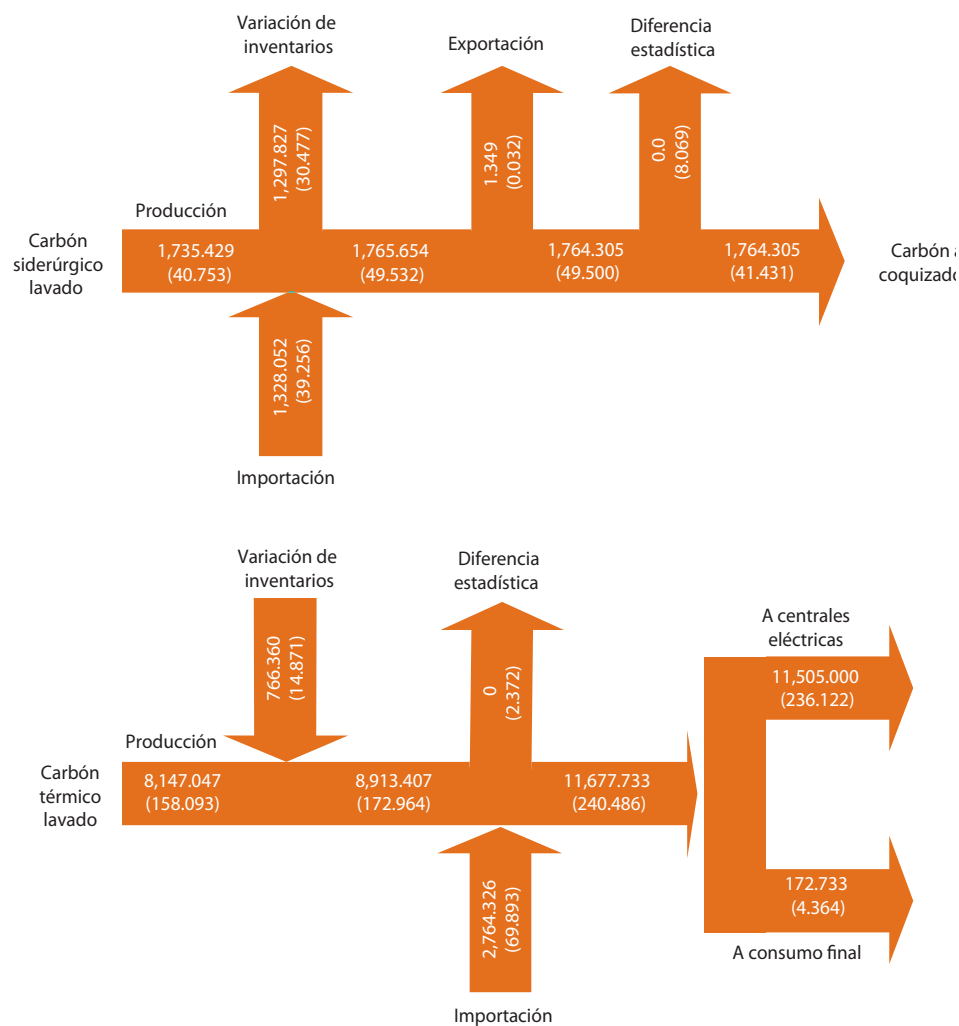 Variación de
inventarios
Exportación
Diferencia
estadística
1,297.827
(30.477)
1.349
(0.032)
0.0
(8.069)
Producción
Carbón
siderúrgico
lavado
1,735.429
(40.753)
1,765.654
(49.532)
1,764.305
(49.500)
1,764.305
(41.431)
Carbón a
coquizado
1,328.052
(39.256)
Importación
Variación de
inventarios
Diferencia
estadística
766.360
(14.871)
0
(2.372)
A centrales
eléctricas
11,505.000
(236.122)
Producción
Carbón
térmico
lavado
8,147.047
(158.093)
8,913.407
(172.964)
11,677.733
(240.486)
2,764.326
(69.893)
172.733
(4.364)
A consumo final
Importación